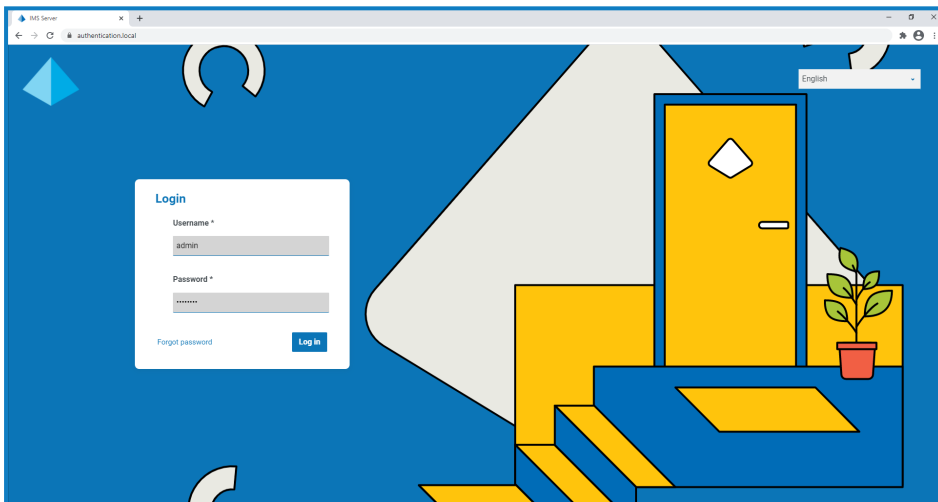 IMS Server
authentication.local
English
Login
Username *
admin
Password *
••••••••
Forgot password
Log in